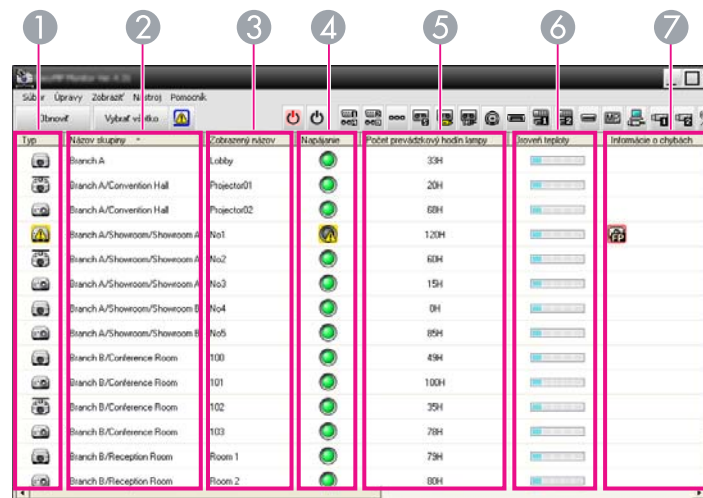 1 2 3 4 5 6 7
Súbor Úpravy Zobraziť Nástroj Pomocník
Obnoviť Vybrať všetko
Typ Názov skupiny Zobrazený názov Napájanie Počet prevádzkový hodín lampy Úroveň teploty Informácie o chybách
Branch A Lobby 33H
Branch A/Convention Hall Projector01 20H
Branch A/Convention Hall Projector02 68H
Branch A/Showroom/Showroom A No1 120H
Branch A/Showroom/Showroom A No2 60H
Branch A/Showroom/Showroom A No3 15H
Branch A/Showroom/Showroom B No4 0H
Branch A/Showroom/Showroom B No5 85H
Branch B/Conference Room 100 49H
Branch B/Conference Room 101 100H
Branch B/Conference Room 102 35H
Branch B/Conference Room 103 78H
Branch B/Reception Room Room 1 79H
Branch B/Reception Room Room 2 80H